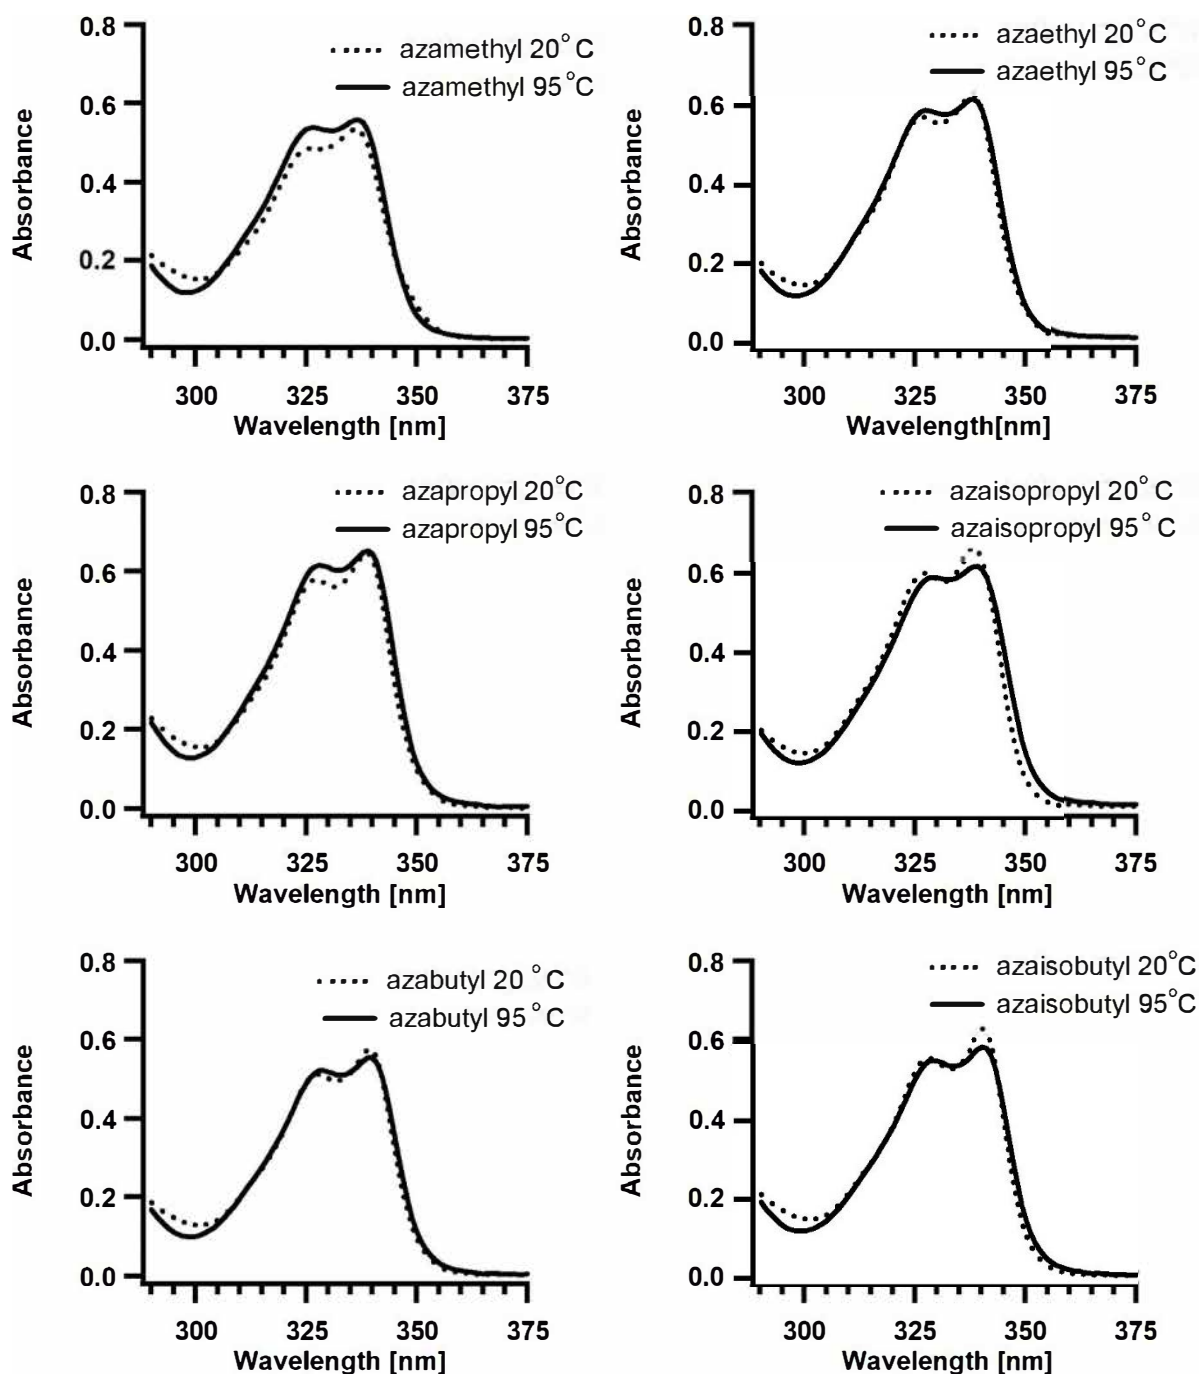 0.8
azamethyl 20°C
azamethyl 95°C
0.6
0.4
0.2
0.0
Absorbance
300 325 350 375
Wavelength [nm]
0.8
azaethyl 20°C
azaethyl 95°C
0.6
0.4
0.2
0.0
Absorbance
300 325 350 375
Wavelength[nm]
0.8
azapropyl 20°C
azapropyl 95°C
0.6
0.4
0.2
0.0
Absorbance
300 325 350 375
Wavelength [nm]
0.8
azaisopropyl 20°C
azaisopropyl 95°C
0.6
0.4
0.2
0.0
Absorbance
300 325 350 375
Wavelength [nm]
0.8
azabutyl 20 °C
azabutyl 95°C
0.6
0.4
0.2
0.0
Absorbance
300 325 350 375
Wavelength [nm]
0.8
azaisobutyl 20°C
azaisobutyl 95°C
0.6
0.4
0.2
0.0
Absorbance
300 325 350 375
Wavelength [nm]